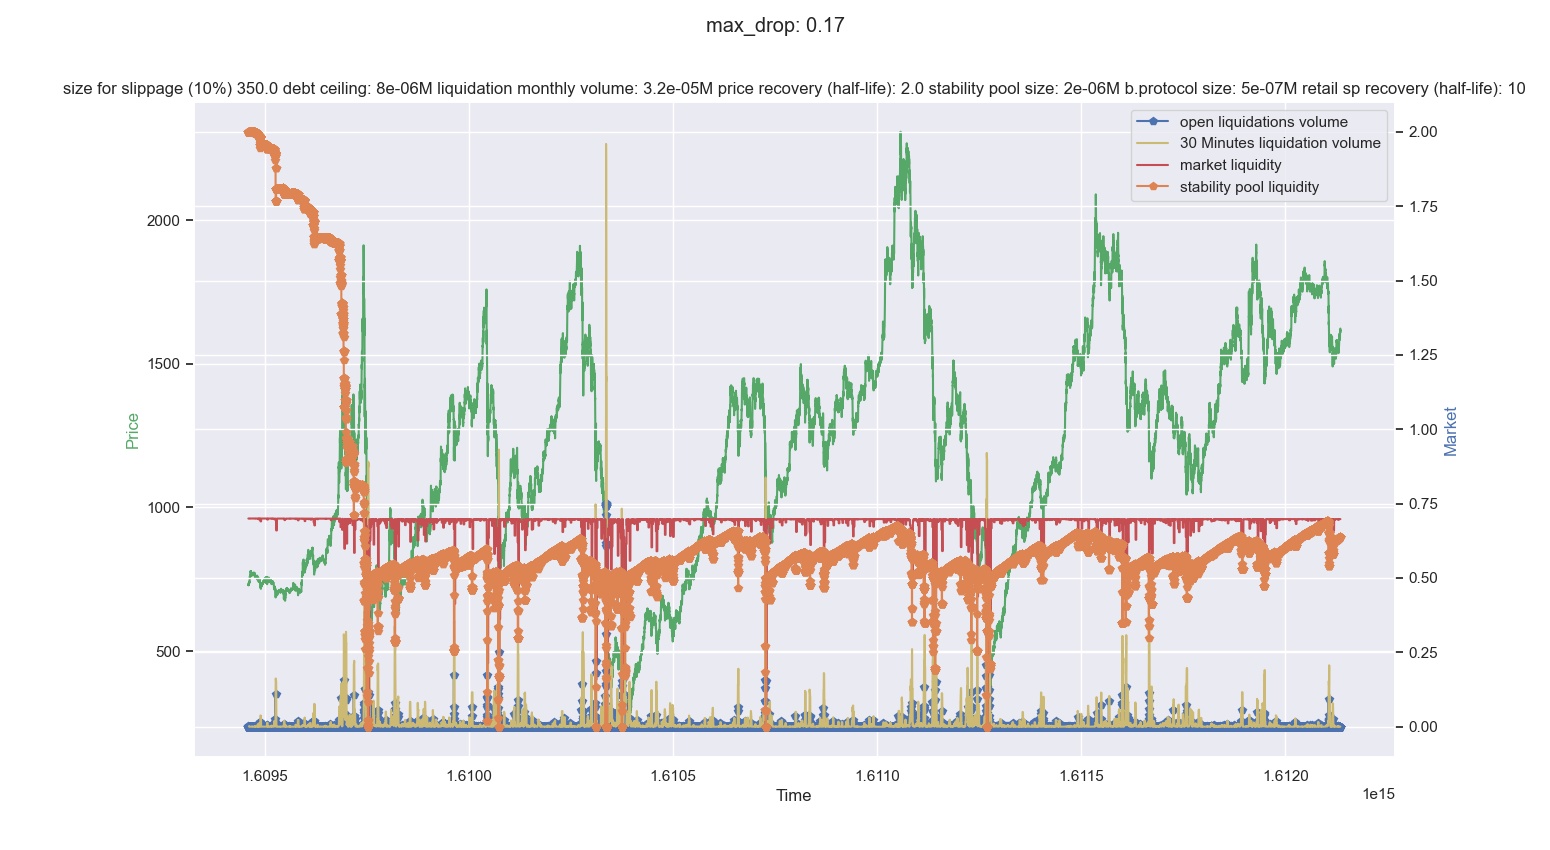 max_drop: 0.17
size for slippage (10%) 350.0 debt ceiling: 8e-06M liquidation monthly volume: 3.2e-05M price recovery (half-life): 2.0 stability pool size: 2e-06M b.protocol size: 5e-07M retail sp recovery (half-life): 10
open liquidations volume
30 Minutes liquidation volume
market liquidity
stability pool liquidity
2000
1500
1000
500
Price
2.00
1.75
1.50
1.25
1.00
0.75
0.50
0.25
0.00
Market
1.6095 1.6100 1.6105 1.6110 1.6115 1.6120
1e15
Time